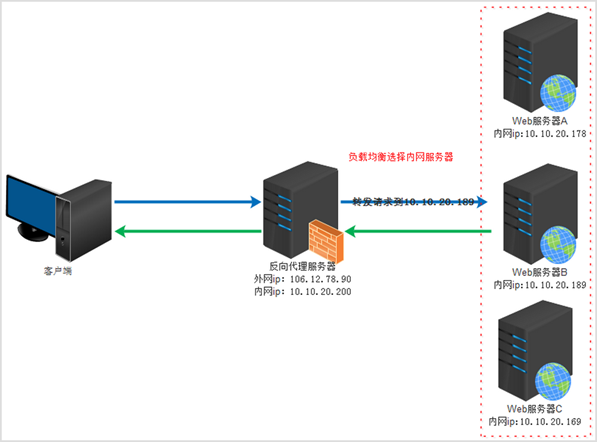 Web服务器A
内网ip:10.10.20.178
负载均衡选择内网服务器
转发请求到10.10.20.189
客户端
反向代理服务器
外网ip: 106.12.78.90
内网ip: 10.10.20.200
Web服务器B
内网ip:10.10.20.189
Web服务器C
内网ip:10.10.20.169